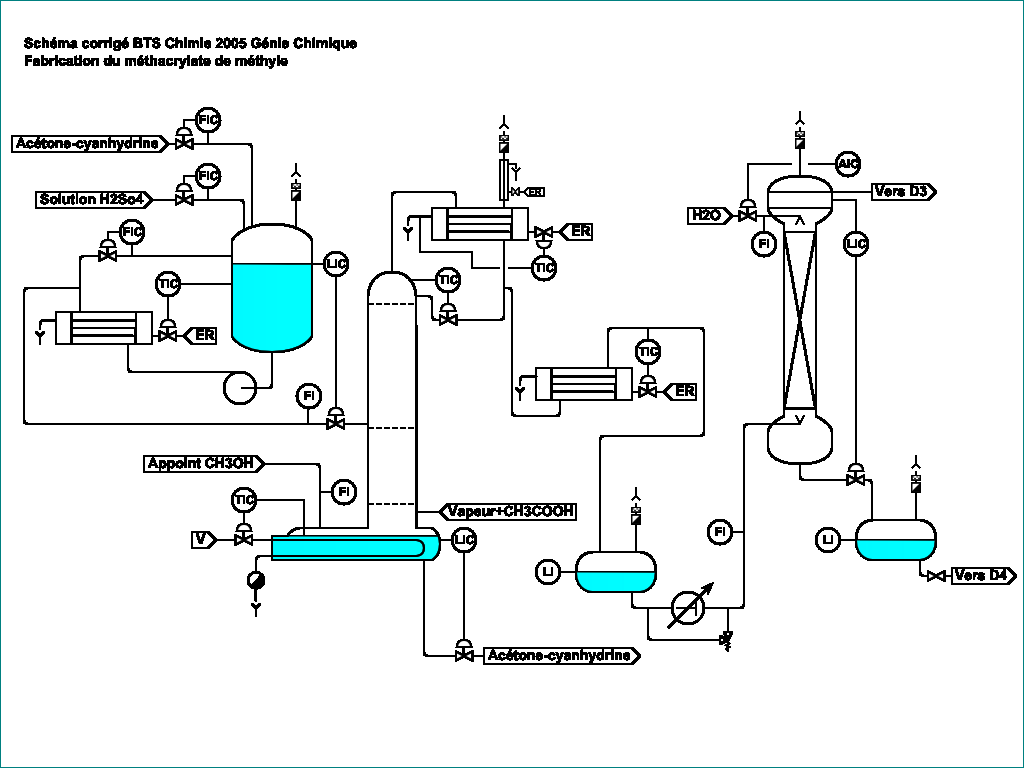 Schéma corrigé BTS Chimie 2005 Génie Chimique
Fabrication du méthacrylate de méthyle
FIC
Acétone-cyanhydrine
FIC
Solution H2So4
FIC
TIC
LIC
ER
FI
ER
ER
TIC
TIC
AIC
Vers D3
H2O
FI
LIC
TIC
ER
Appoint CH3OH
FI
TIC
Vapeur+CH3COOH
V
LIC
FI
LI
LI
Vers D4
Acétone-cyanhydrine